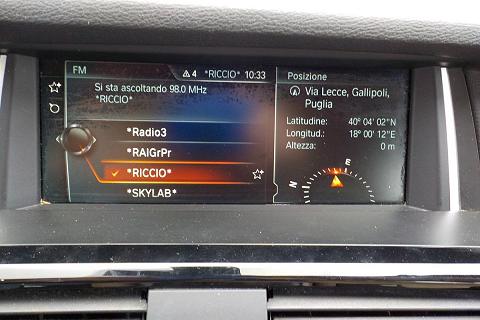 FM
4 *RICCIO* 10:33
Si sta ascoltando 98.0 MHz
*RICCIO*
*Radio3
*RAIGrPr
*RICCIO*
*SKYLAB*
Posizione
Via Lecce, Gallipoli,
Puglia
Latitudine: 40° 04' 02" N
Longitud.: 18° 00' 12" E
Altezza: 0 m
N E